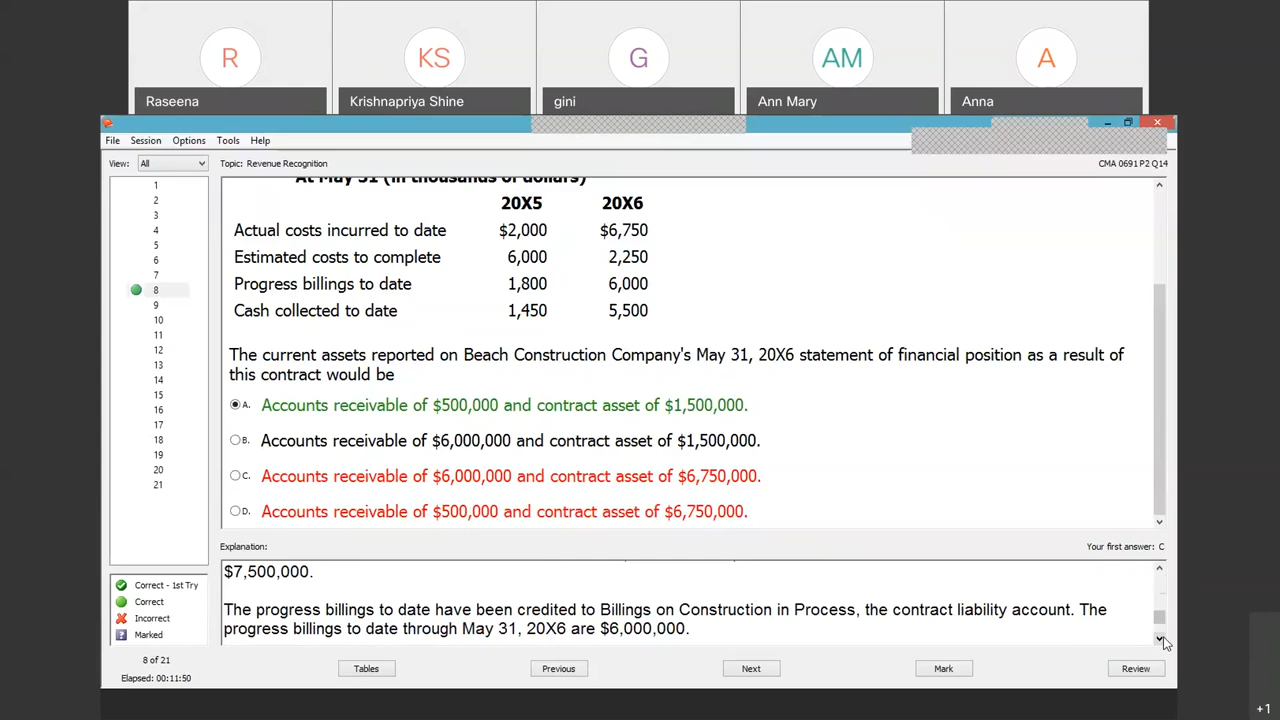 R
KS
G
AM
A
Raseena
Krishnapriya Shine
gini
Ann Mary
Anna
File Session Options Tools Help
View: All
Topic: Revenue Recognition
CMA 0691 P2 Q14
1
2
3
4
5
6
7
8
9
10
11
12
13
14
15
16
17
18
19
20
21
At May 31 (in thousands of dollars)
20X5 20X6
Actual costs incurred to date $2,000 $6,750
Estimated costs to complete 6,000 2,250
Progress billings to date 1,800 6,000
Cash collected to date 1,450 5,500
The current assets reported on Beach Construction Company's May 31, 20X6 statement of financial position as a result of
this contract would be
A. Accounts receivable of $500,000 and contract asset of $1,500,000.
B. Accounts receivable of $6,000,000 and contract asset of $1,500,000.
C. Accounts receivable of $6,000,000 and contract asset of $6,750,000.
D. Accounts receivable of $500,000 and contract asset of $6,750,000.
Explanation:
Your first answer: C
$7,500,000.
The progress billings to date have been credited to Billings on Construction in Process, the contract liability account. The
progress billings to date through May 31, 20X6 are $6,000,000.
Correct - 1st Try
Correct
Incorrect
? Marked
8 of 21
Elapsed: 00:11:50
Tables
Previous
Next
Mark
Review
+1